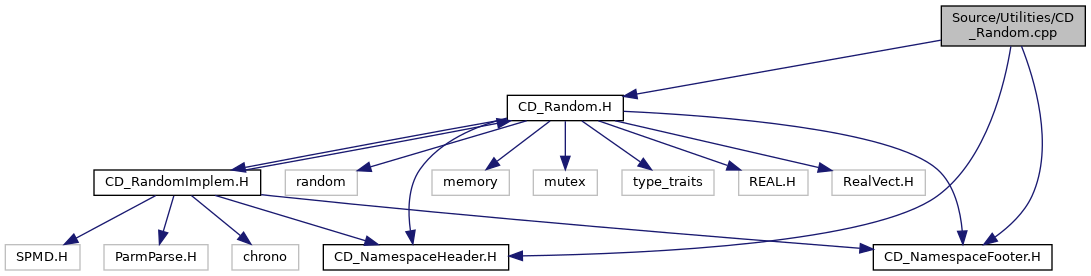 Source/Utilities/CD
_Random.cpp
CD_Random.H
CD_RandomImplem.H
random
memory
mutex
type_traits
REAL.H
RealVect.H
SPMD.H
ParmParse.H
chrono
CD_NamespaceHeader.H
CD_NamespaceFooter.H